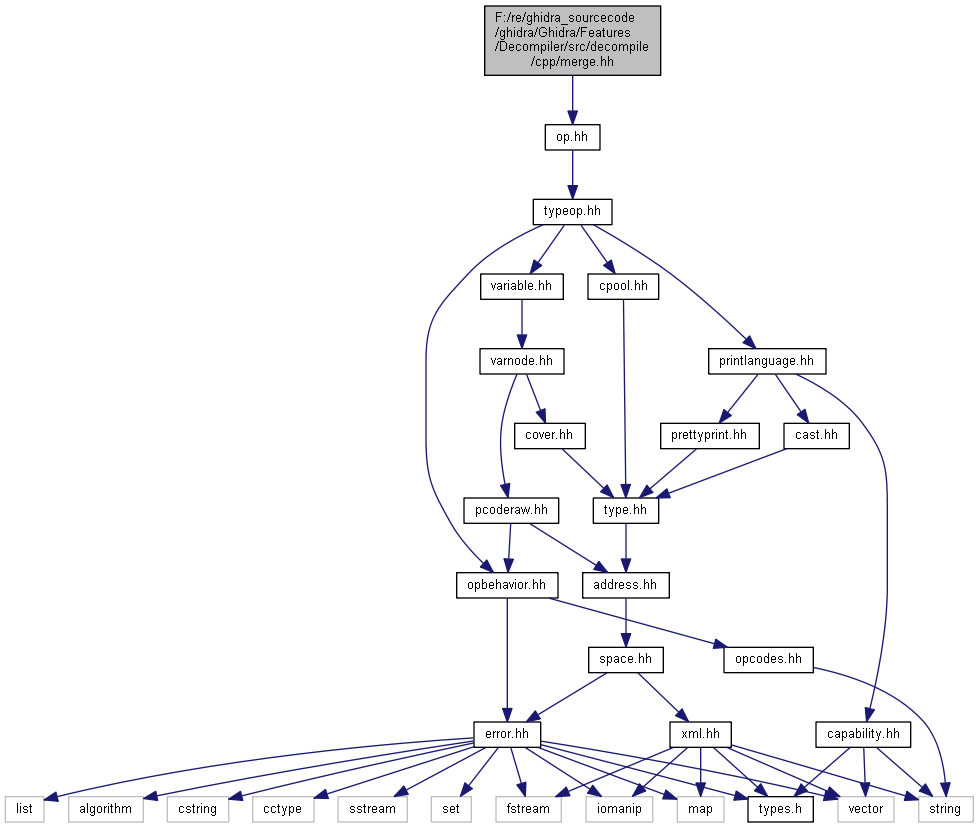 F:/re/ghidra_sourcecode
/ghidra/Ghidra/Features
/Decompiler/src/decompile
/cpp/merge.hh
op.hh
typeop.hh
variable.hh
cpool.hh
varnode.hh
printlanguage.hh
cover.hh
prettyprint.hh
cast.hh
pcoderaw.hh
type.hh
opbehavior.hh
address.hh
space.hh
opcodes.hh
error.hh
xml.hh
capability.hh
list
algorithm
cstring
cctype
sstream
set
fstream
iomanip
map
types.h
vector
string